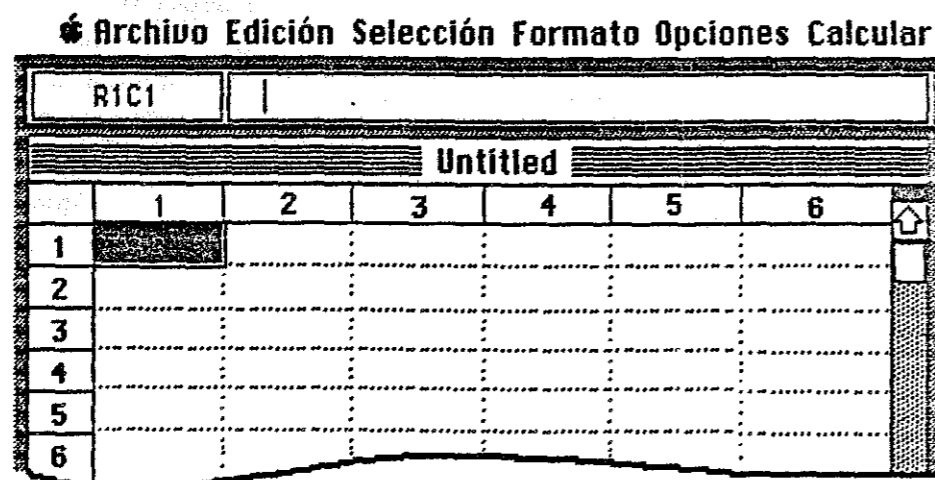 Archivo Edición Selección Formato Opciones Calcular
R1C1
Untitled
1 2 3 4 5 6
1
2
3
4
5
6